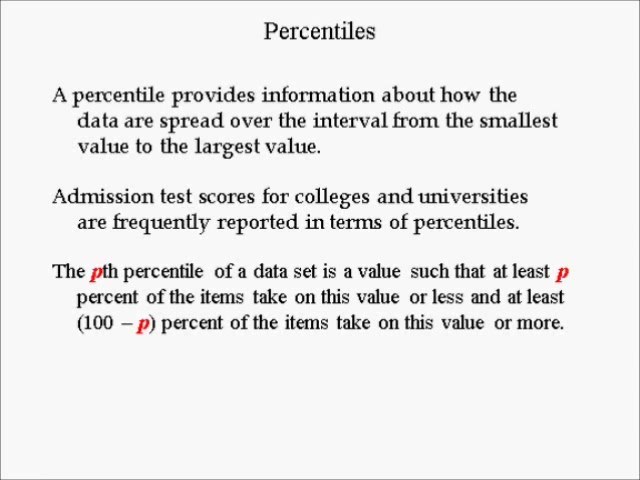 Percentiles
A percentile provides information about how the
data are spread over the interval from the smallest
value to the largest value.
Admission test scores for colleges and universities
are frequently reported in terms of percentiles.
The pth percentile of a data set is a value such that at least p
percent of the items take on this value or less and at least
(100 – p) percent of the items take on this value or more.